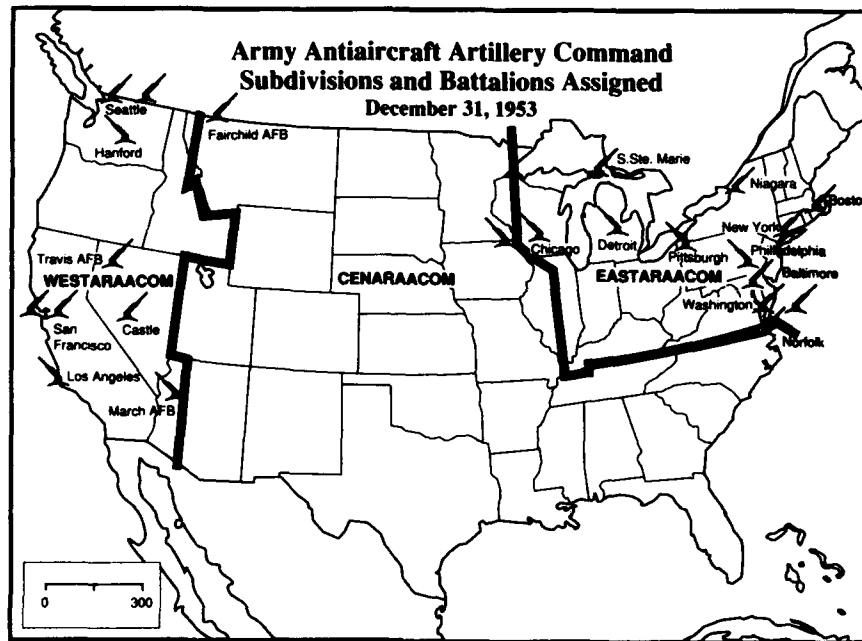 Army Antiaircraft Artillery Command
Subdivisions and Battalions Assigned
December 31, 1953
Seattle
Hanford
Fairchild AFB
S.Ste. Marie
Niagara
Boston
New York
Chicago
Detroit
Pittsburgh
Philadelphia
Baltimore
Washington
Norfolk
Travis AFB
WESTARAACOM
CENARAACOM
EASTARAACOM
San
Francisco
Castle
Los Angeles
March AFB
0
300